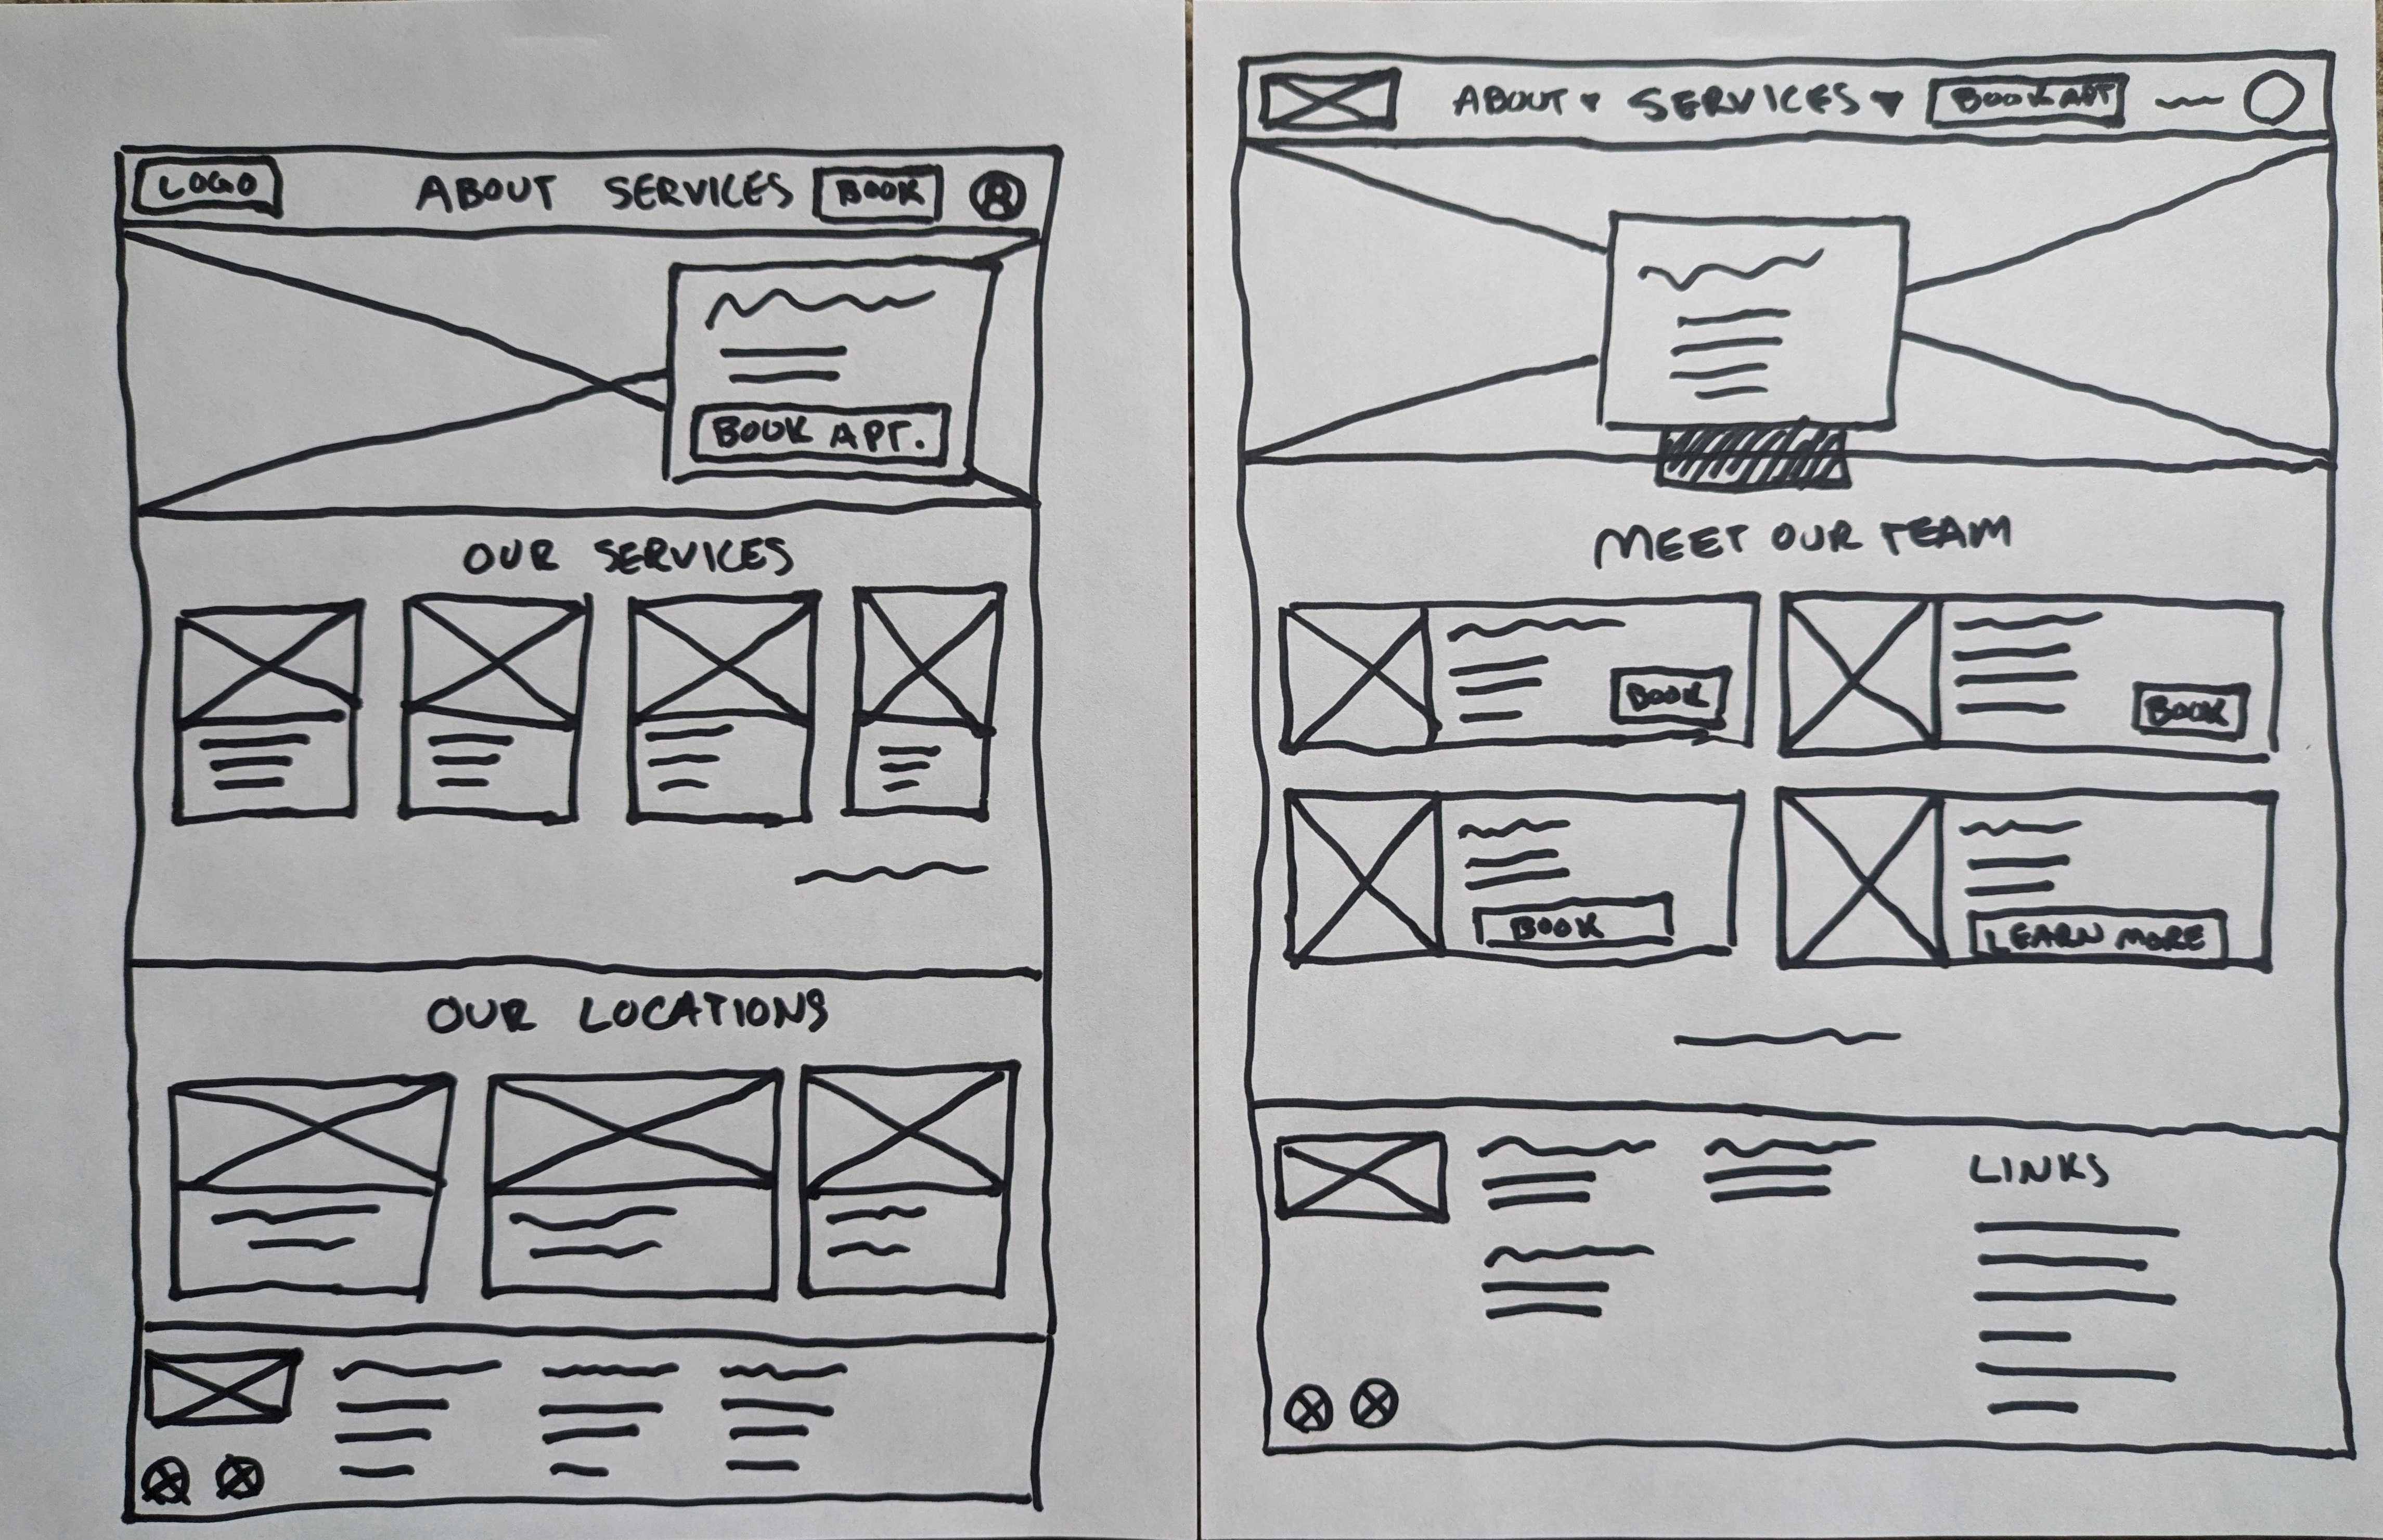 LOGO ABOUT SERVICES BOOK
BOOK APT.
OUR SERVICES
OUR LOCATIONS
ABOUT SERVICES BOOK APT
MEET OUR TEAM
BOOK BOOK
BOOK LEARN MORE
LINKS